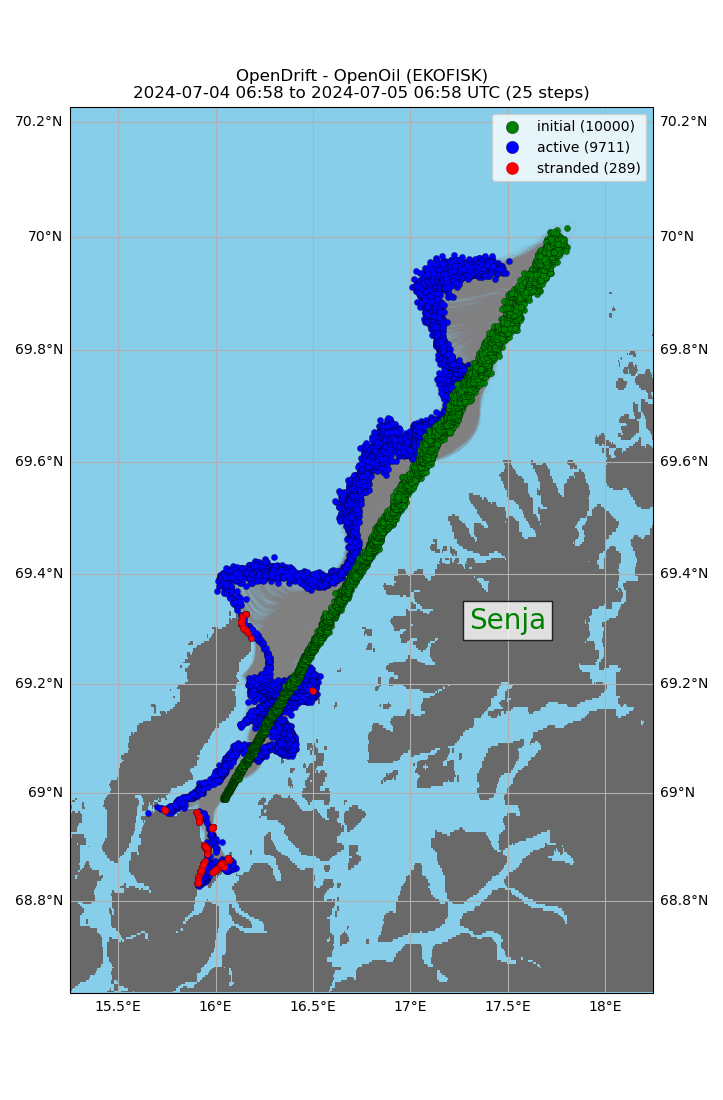 OpenDrift - OpenOil (EKOFISK)
2024-07-04 06:58 to 2024-07-05 06:58 UTC (25 steps)
initial (10000)
active (9711)
stranded (289)
70.2°N 70.2°N
70°N 70°N
69.8°N 69.8°N
69.6°N 69.6°N
69.4°N 69.4°N
Senja
69.2°N 69.2°N
69°N 69°N
68.8°N 68.8°N
15.5°E 16°E 16.5°E 17°E 17.5°E 18°E